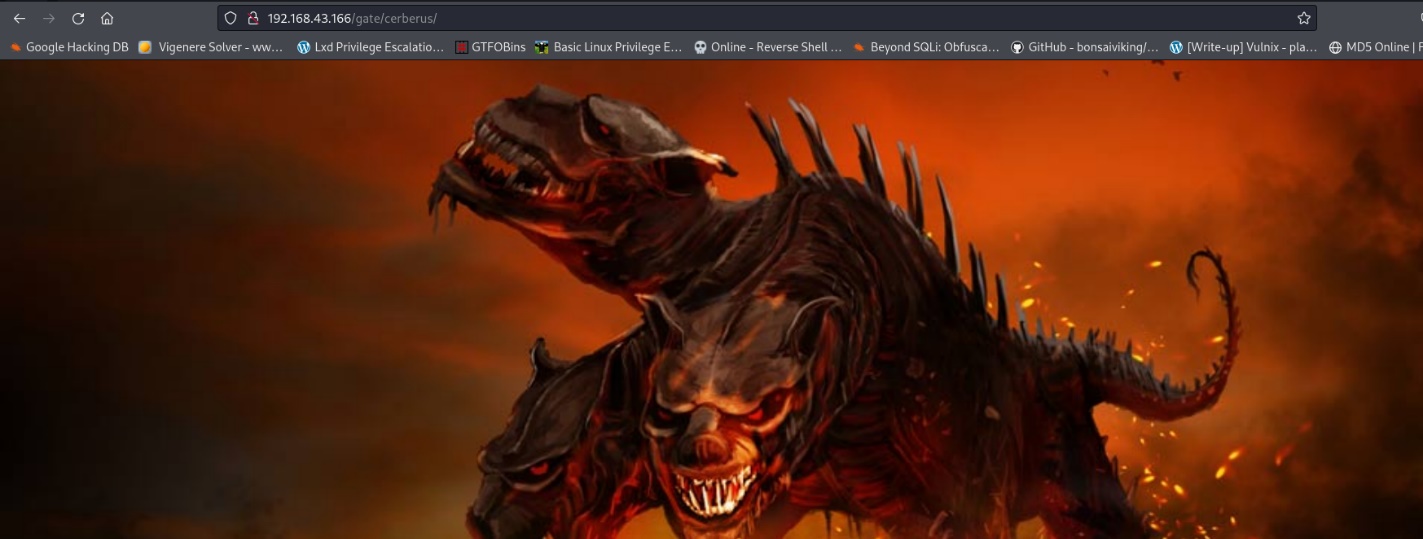 192.168.43.166/gate/cerberus/
Google Hacking DB Vigenere Solver - ww... Lxd Privilege Escalatio... GTFOBins Basic Linux Privilege E... Online - Reverse Shell ... Beyond SQLi: Obfusca... GitHub - bonsaiviking/... [Write-up] Vulnix - pla... MD5 Online | F